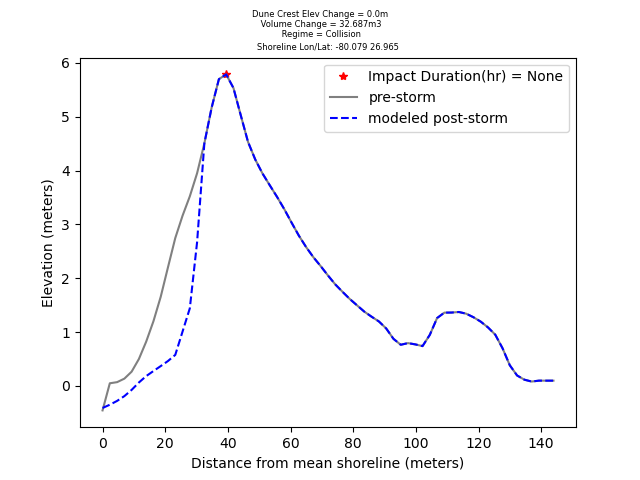 Dune Crest Elev Change = 0.0m
Volume Change = 32.687m3
Regime = Collision
Shoreline Lon/Lat: -80.079 26.965
Impact Duration(hr) = None
pre-storm
modeled post-storm
Elevation (meters)
6
5
4
3
2
1
0
0 20 40 60 80 100 120 140
Distance from mean shoreline (meters)